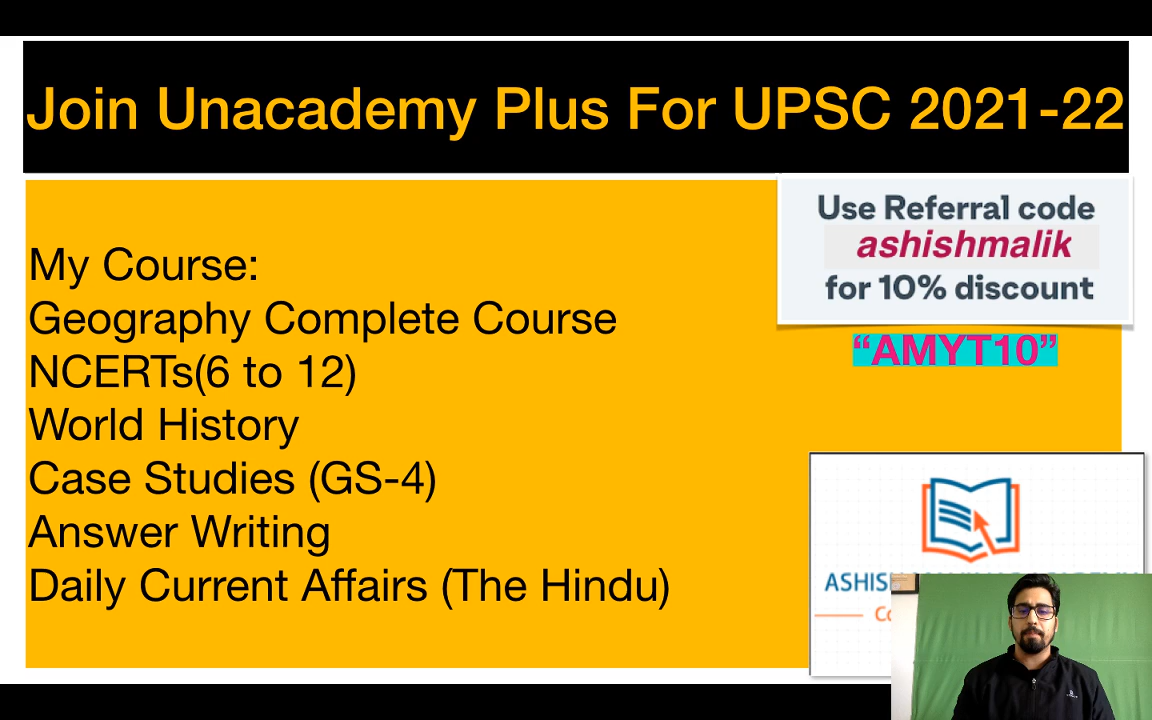 Join Unacademy Plus For UPSC 2021-22
Use Referral code
ashishmalik
for 10% discount
“AMYT10”
My Course:
Geography Complete Course
NCERTs(6 to 12)
World History
Case Studies (GS-4)
Answer Writing
Daily Current Affairs (The Hindu)